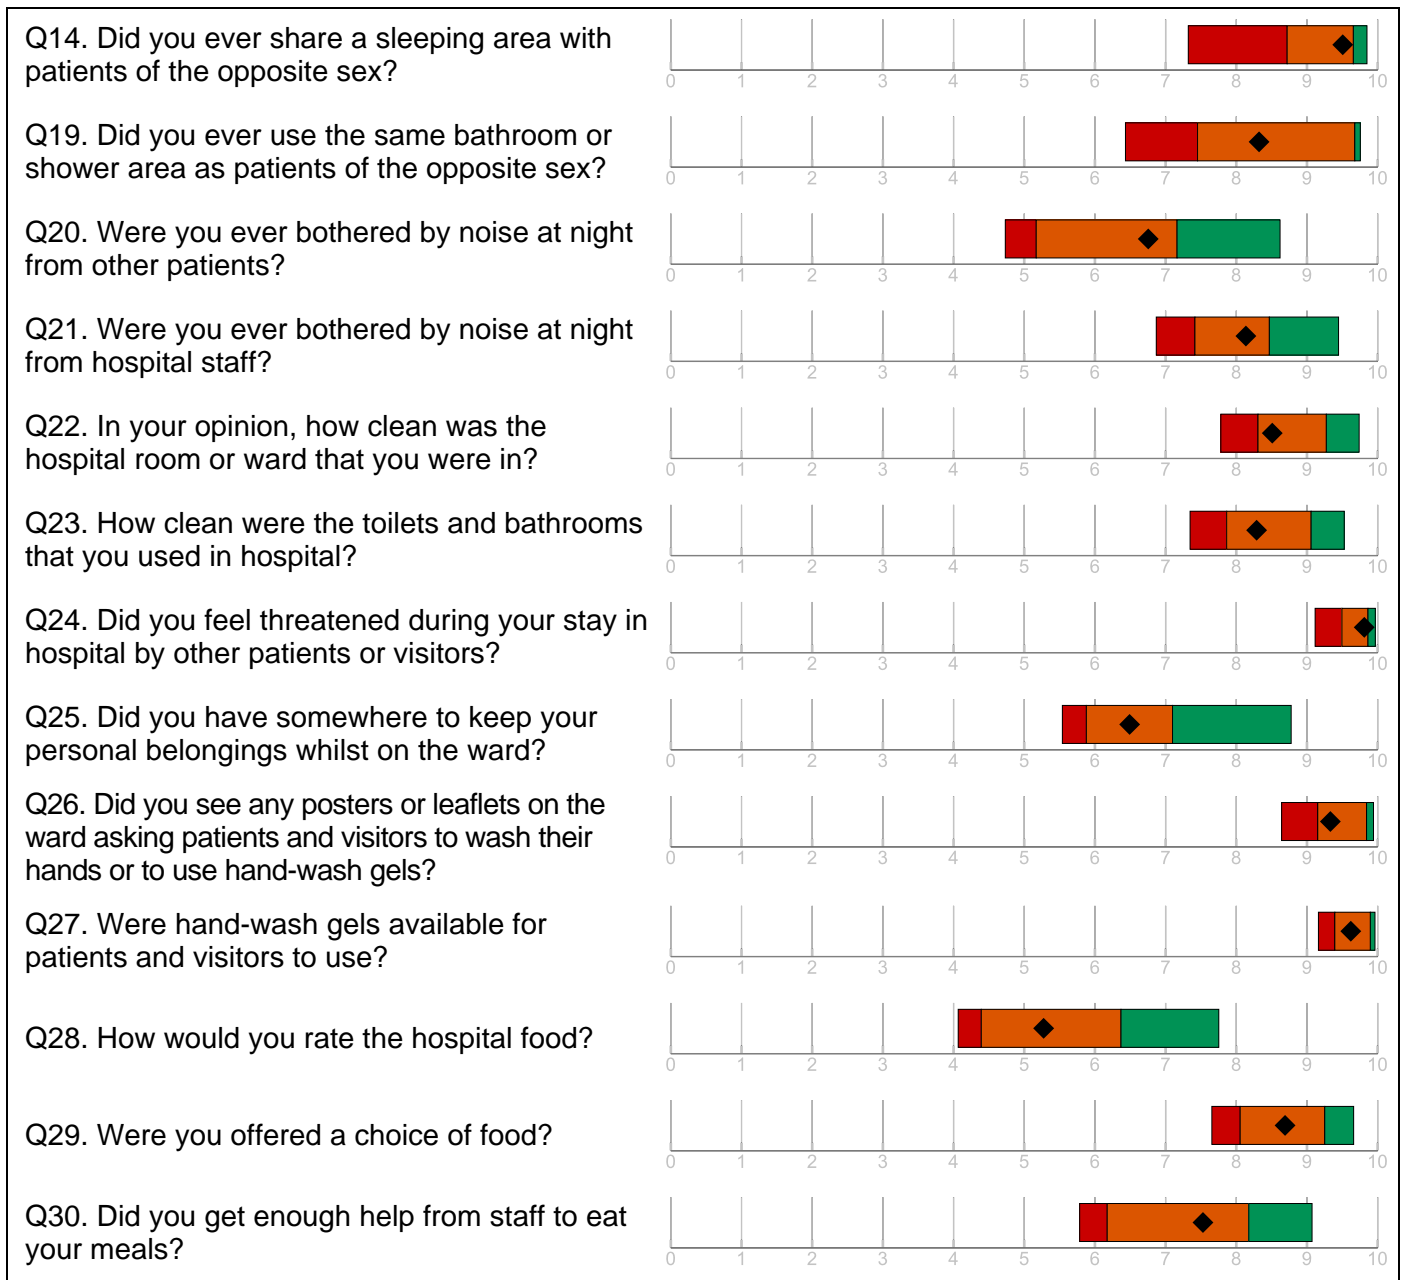 Q14. Did you ever share a sleeping area with
patients of the opposite sex?
0 1 2 3 4 5 6 7 8 9 10
Q19. Did you ever use the same bathroom or
shower area as patients of the opposite sex?
0 1 2 3 4 5 6 7 8 9 10
Q20. Were you ever bothered by noise at night
from other patients?
0 1 2 3 4 5 6 7 8 9 10
Q21. Were you ever bothered by noise at night
from hospital staff?
0 1 2 3 4 5 6 7 8 9 10
Q22. In your opinion, how clean was the
hospital room or ward that you were in?
0 1 2 3 4 5 6 7 8 9 10
Q23. How clean were the toilets and bathrooms
that you used in hospital?
0 1 2 3 4 5 6 7 8 9 10
Q24. Did you feel threatened during your stay in
hospital by other patients or visitors?
0 1 2 3 4 5 6 7 8 9 10
Q25. Did you have somewhere to keep your
personal belongings whilst on the ward?
0 1 2 3 4 5 6 7 8 9 10
Q26. Did you see any posters or leaflets on the
ward asking patients and visitors to wash their
hands or to use hand-wash gels?
0 1 2 3 4 5 6 7 8 9 10
Q27. Were hand-wash gels available for
patients and visitors to use?
0 1 2 3 4 5 6 7 8 9 10
Q28. How would you rate the hospital food?
0 1 2 3 4 5 6 7 8 9 10
Q29. Were you offered a choice of food?
0 1 2 3 4 5 6 7 8 9 10
Q30. Did you get enough help from staff to eat
your meals?
0 1 2 3 4 5 6 7 8 9 10